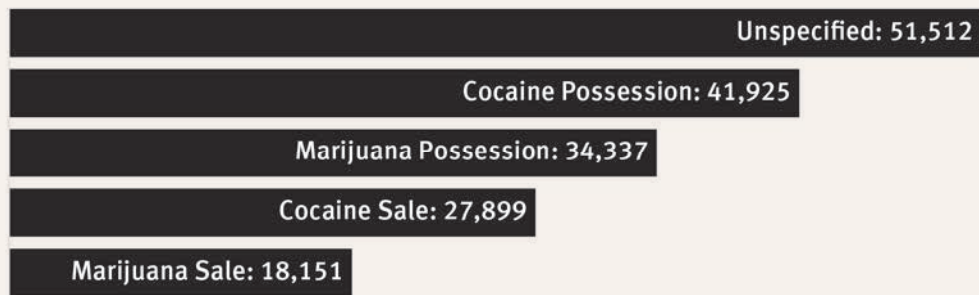 Unspecified: 51,512
Cocaine Possession: 41,925
Marijuana Possession: 34,337
Cocaine Sale: 27,899
Marijuana Sale: 18,151